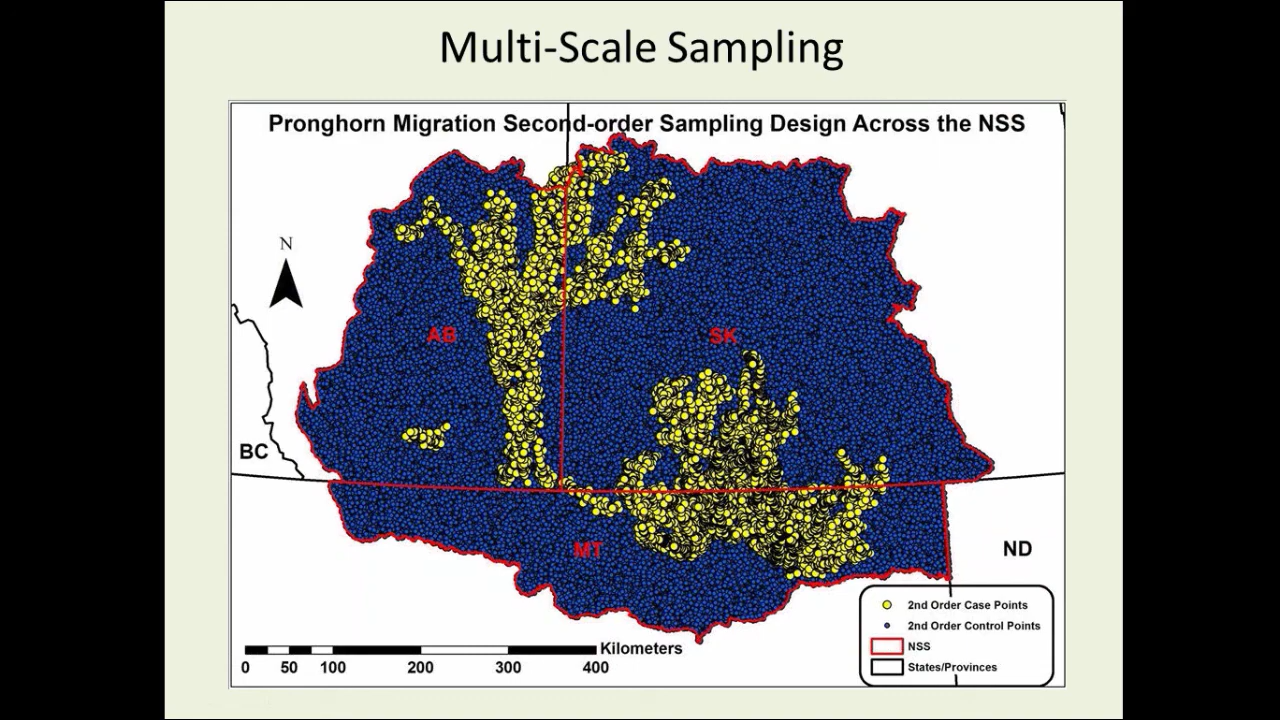 Multi-Scale Sampling
Pronghorn Migration Second-order Sampling Design Across the NSS
N
AB
SK
BC
MT
ND
2nd Order Case Points
2nd Order Control Points
NSS
States/Provinces
Kilometers
0 50 100 200 300 400